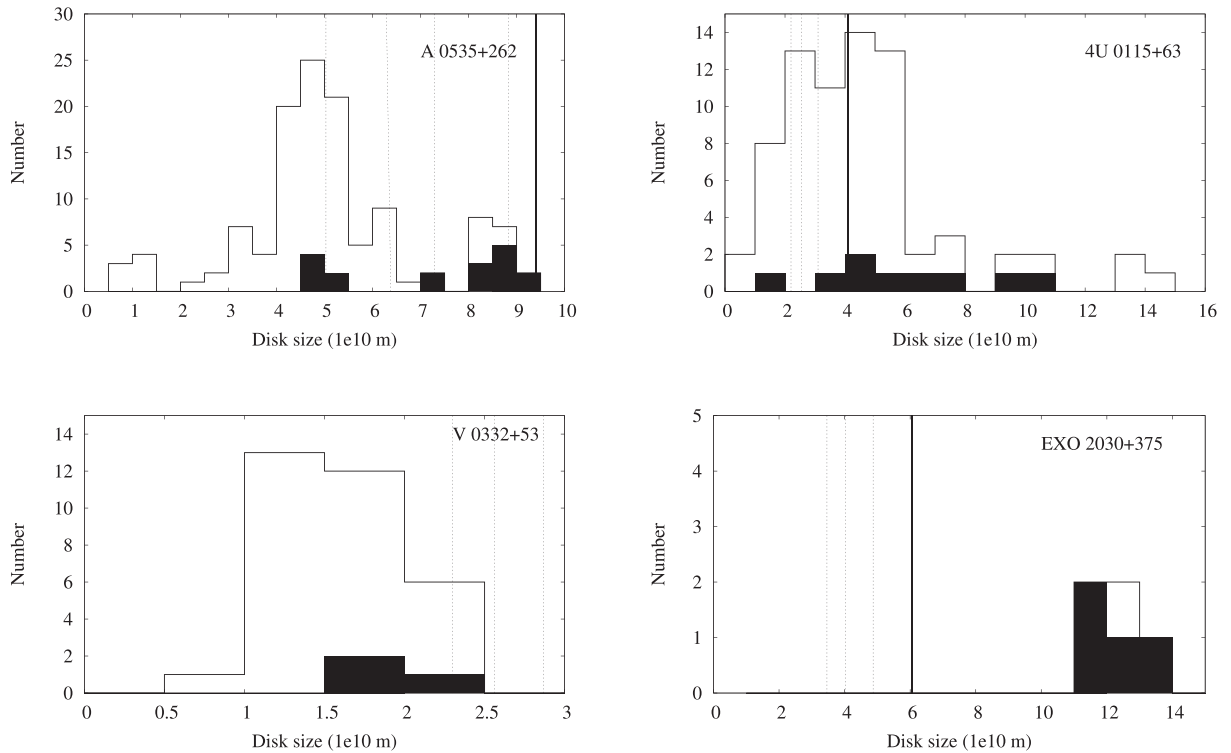 A 0535+262
Number
30
25
20
15
10
5
0
0 1 2 3 4 5 6 7 8 9 10
Disk size (1e10 m)
4U 0115+63
Number
14
12
10
8
6
4
2
0
0 2 4 6 8 10 12 14 16
Disk size (1e10 m)
V 0332+53
Number
14
12
10
8
6
4
2
0
0 0.5 1 1.5 2 2.5 3
Disk size (1e10 m)
EXO 2030+375
Number
5
4
3
2
1
0
0 2 4 6 8 10 12 14
Disk size (1e10 m)